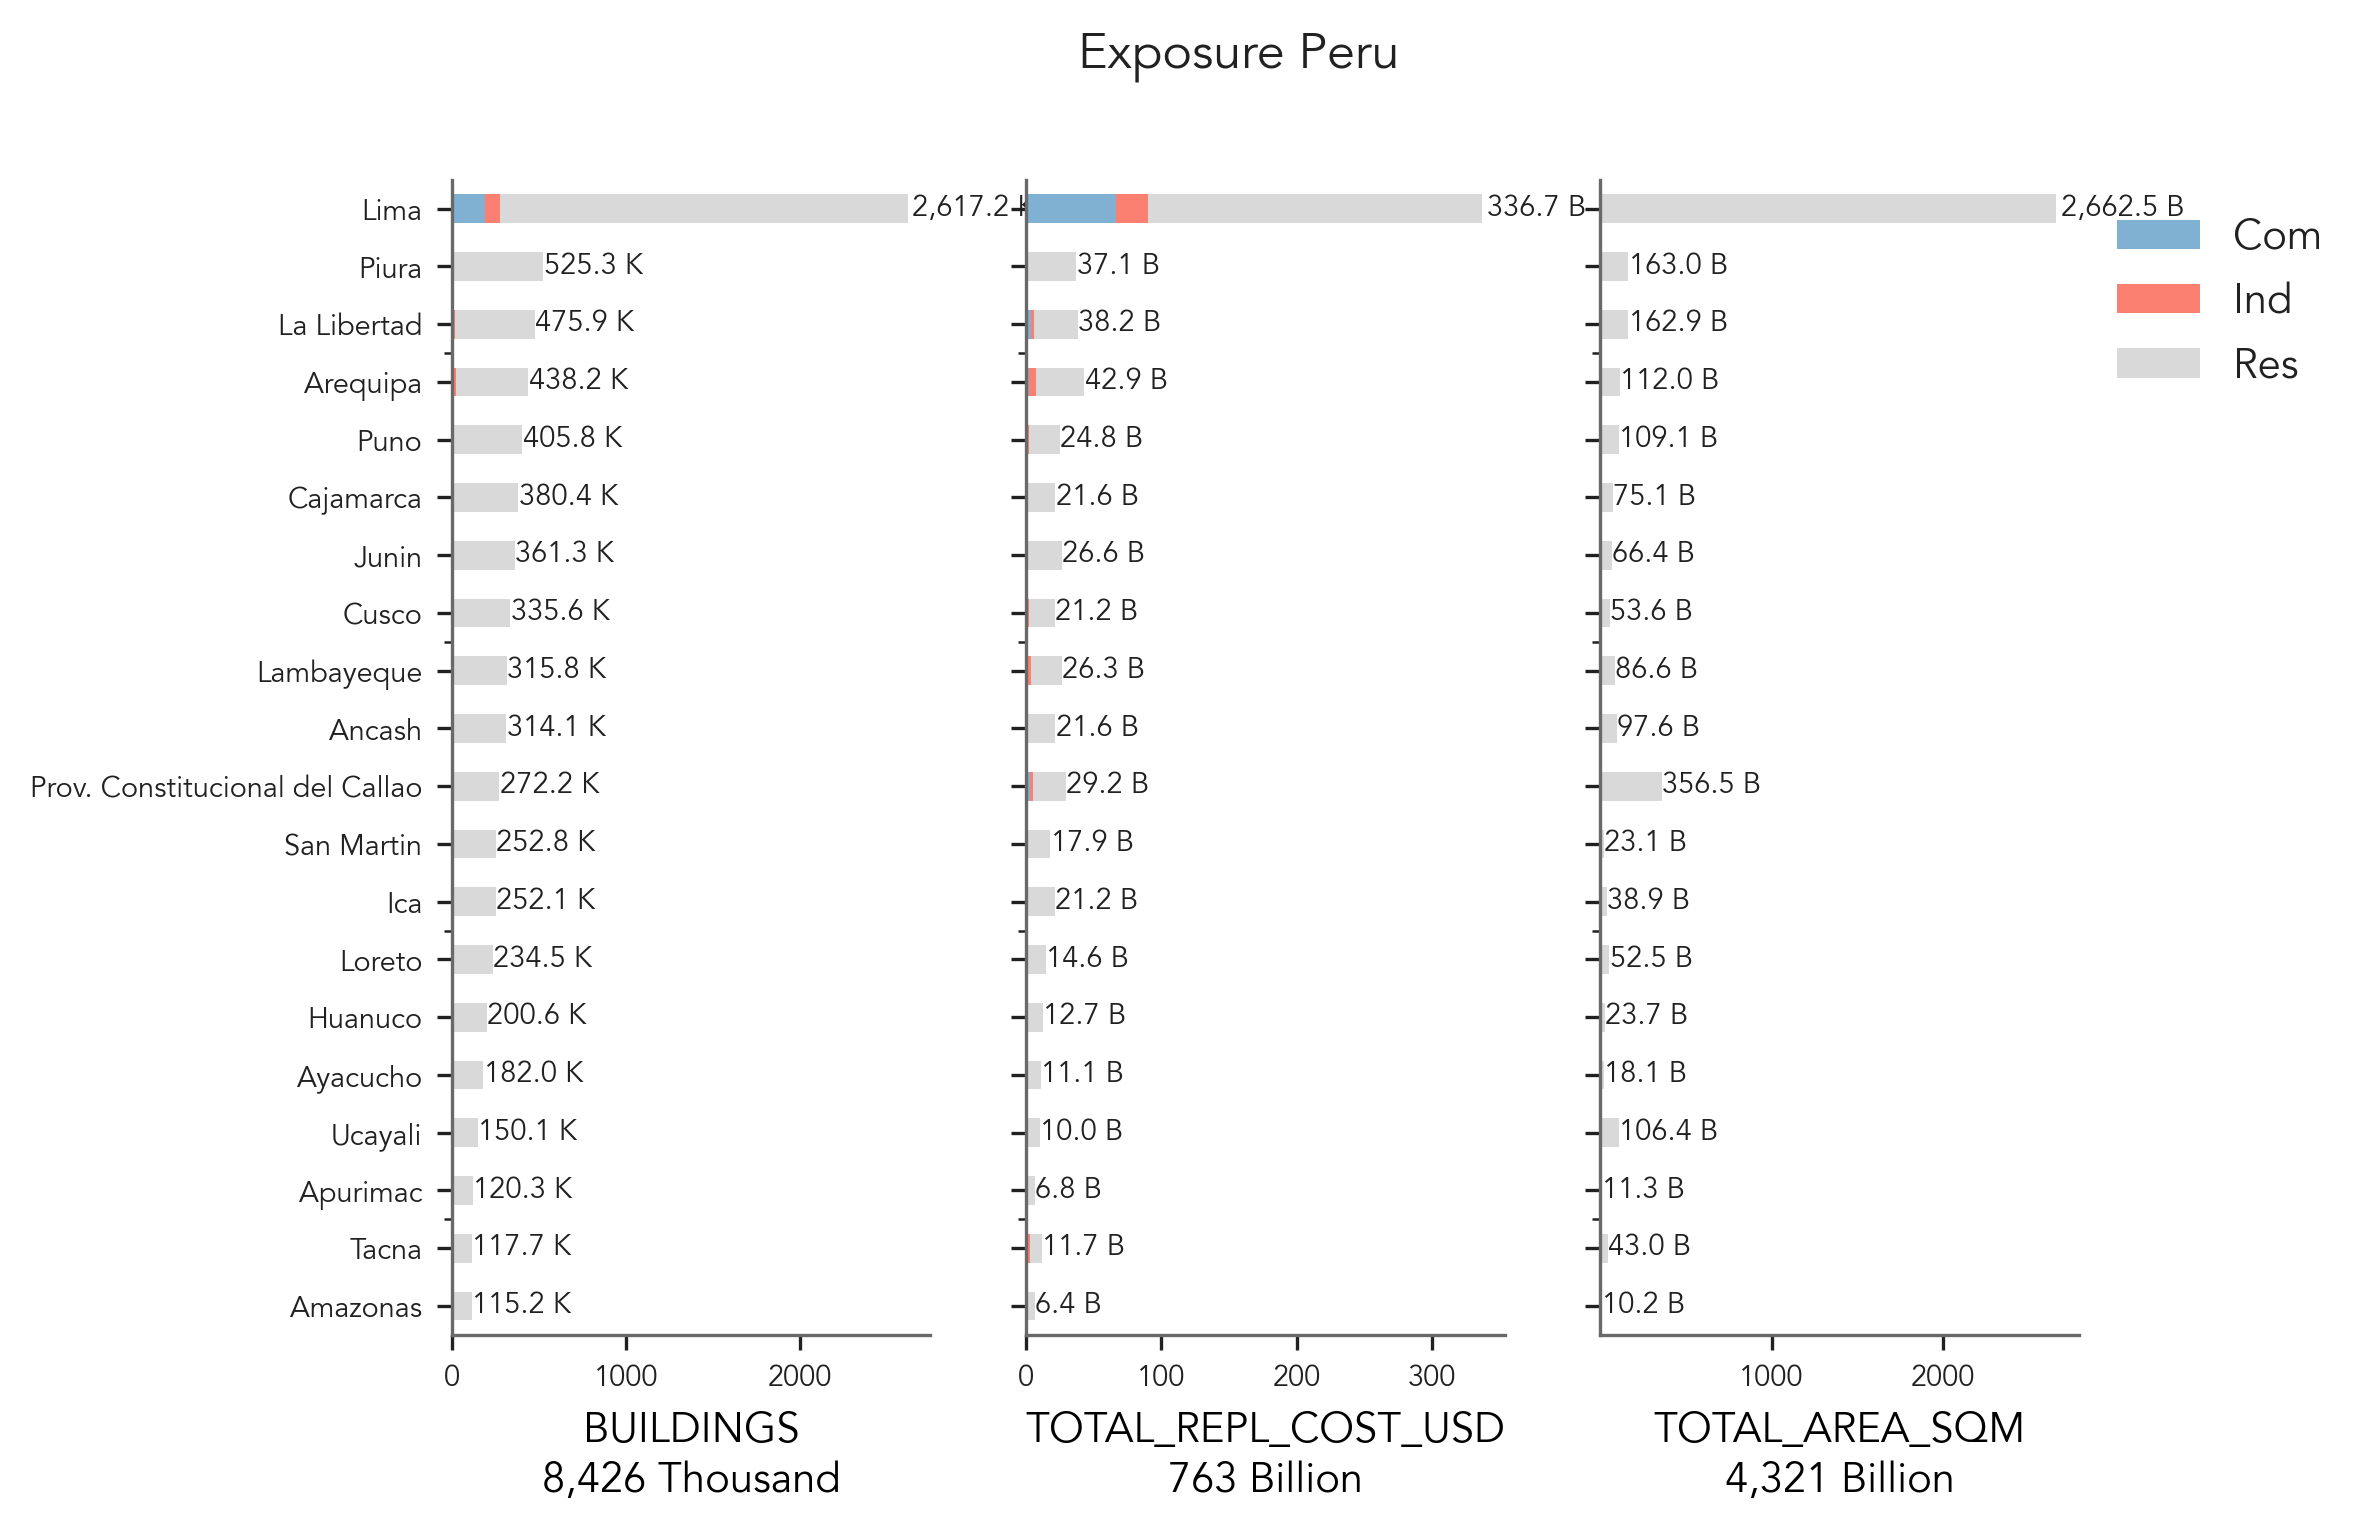 Exposure Peru
Lima 2,617.2 K 336.7 B 2,662.5 B
Piura 525.3 K 37.1 B 163.0 B
La Libertad 475.9 K 38.2 B 162.9 B
Arequipa 438.2 K 42.9 B 112.0 B
Puno 405.8 K 24.8 B 109.1 B
Cajamarca 380.4 K 21.6 B 75.1 B
Junin 361.3 K 26.6 B 66.4 B
Cusco 335.6 K 21.2 B 53.6 B
Lambayeque 315.8 K 26.3 B 86.6 B
Ancash 314.1 K 21.6 B 97.6 B
Prov. Constitucional del Callao 272.2 K 29.2 B 356.5 B
San Martin 252.8 K 17.9 B 23.1 B
Ica 252.1 K 21.2 B 38.9 B
Loreto 234.5 K 14.6 B 52.5 B
Huanuco 200.6 K 12.7 B 23.7 B
Ayacucho 182.0 K 11.1 B 18.1 B
Ucayali 150.1 K 10.0 B 106.4 B
Apurimac 120.3 K 6.8 B 11.3 B
Tacna 117.7 K 11.7 B 43.0 B
Amazonas 115.2 K 6.4 B 10.2 B
0 1000 2000 0 100 200 300 1000 2000
BUILDINGS TOTAL_REPL_COST_USD TOTAL_AREA_SQM
8,426 Thousand 763 Billion 4,321 Billion
Com
Ind
Res